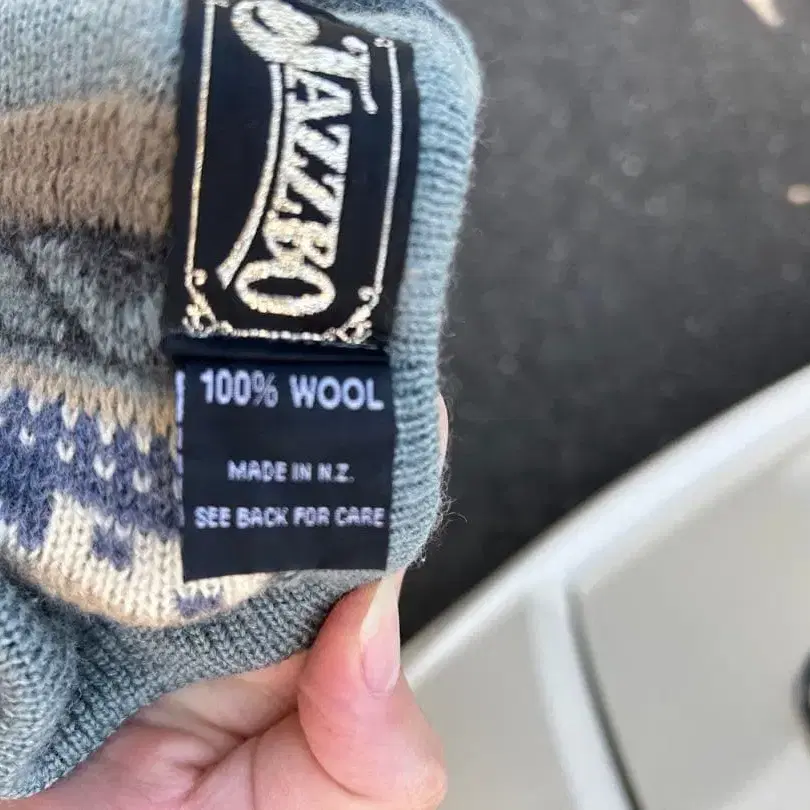 JAZZBO
100% WOOL
MADE IN N.Z.
SEE BACK FOR CARE